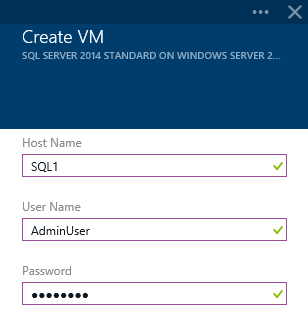 Create VM
SQL SERVER 2014 STANDARD ON WINDOWS SERVER 2...
Host Name
SQL1
User Name
AdminUser
Password
●●●●●●●●